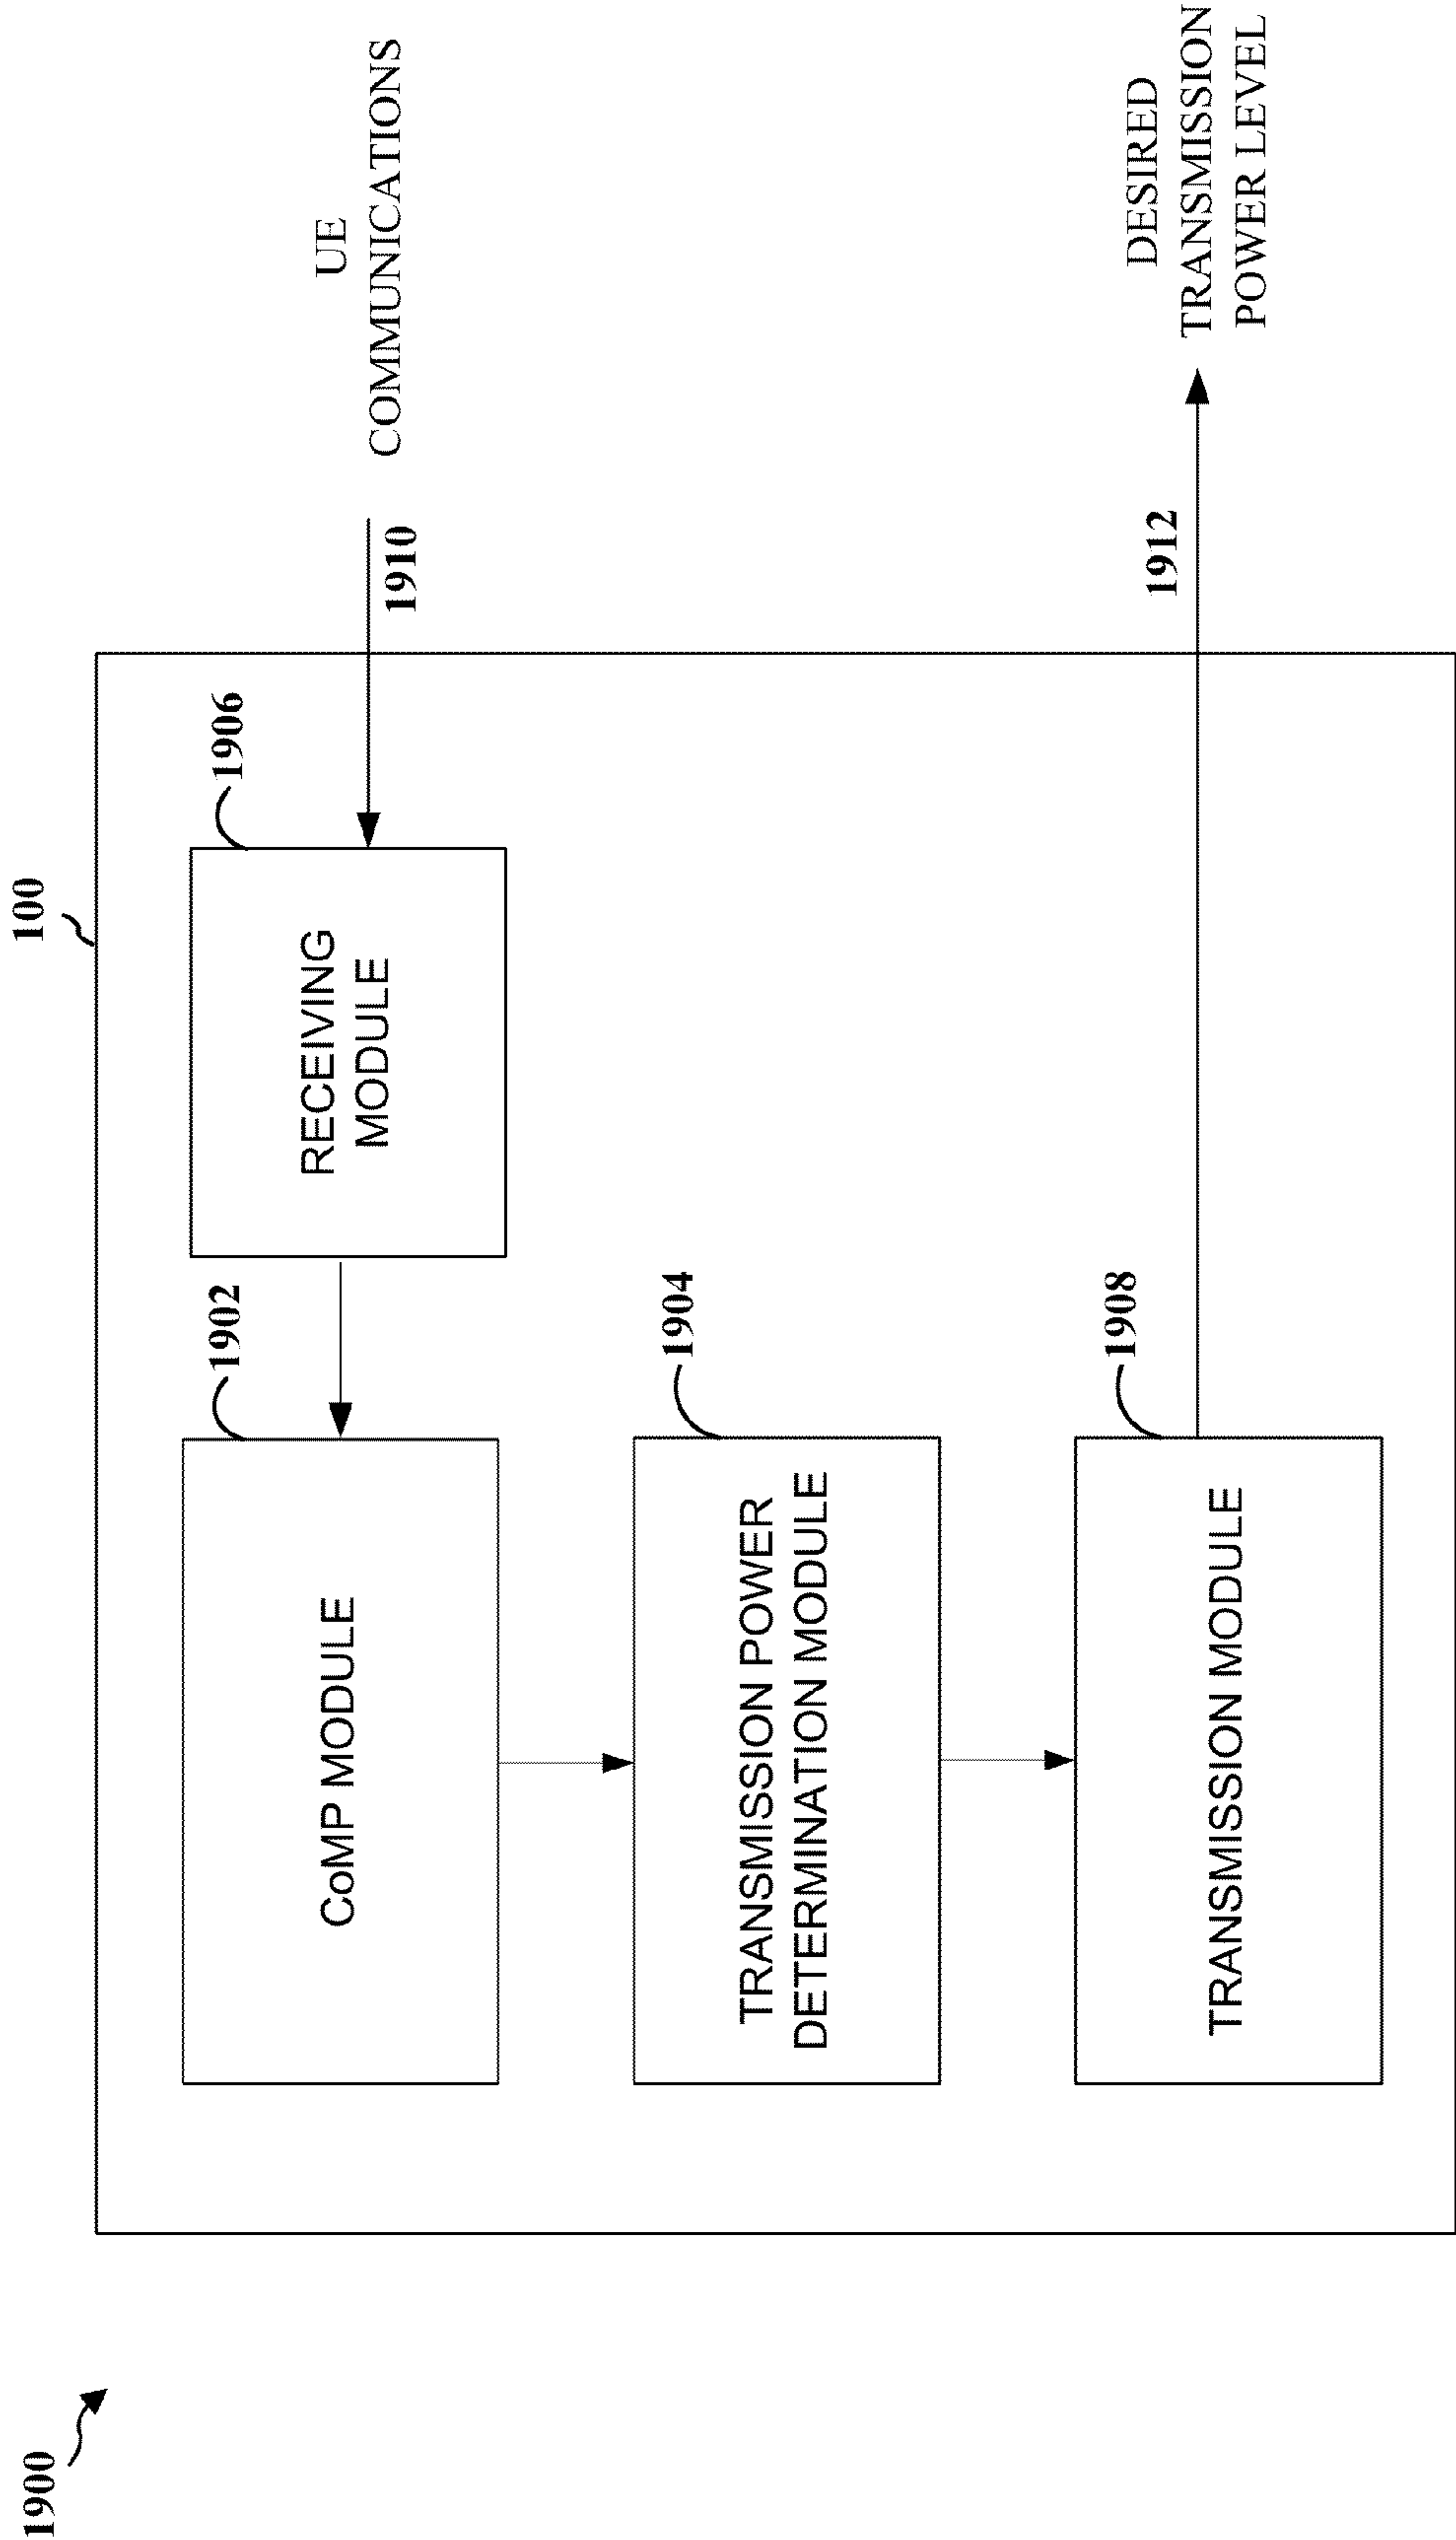 1900
100
1902
CoMP MODULE
1906
RECEIVING
MODULE
UE
COMMUNICATIONS
1910
1904
TRANSMISSION POWER
DETERMINATION MODULE
1908
TRANSMISSION MODULE
1912
DESIRED
TRANSMISSION
POWER LEVEL